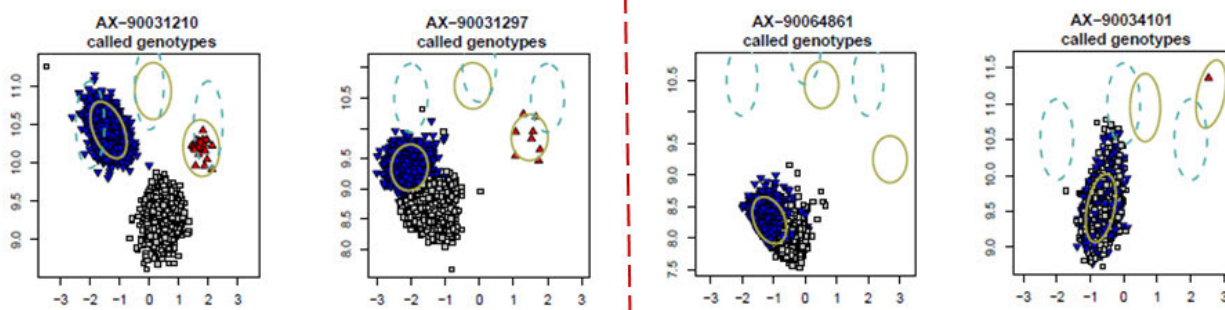 AX−90031210
called genotypes
9.0 9.5 10.0 10.5 11.0
−3 −2 −1 0 1 2 3
AX−90031297
called genotypes
8.0 8.5 9.0 9.5 10.5
−3 −2 −1 0 1 2 3
AX−90064861
called genotypes
7.5 8.0 8.5 9.5 10.5
−3 −2 −1 0 1 2 3
AX−90034101
called genotypes
9.0 9.5 10.0 10.5 11.5
−3 −2 −1 0 1 2 3